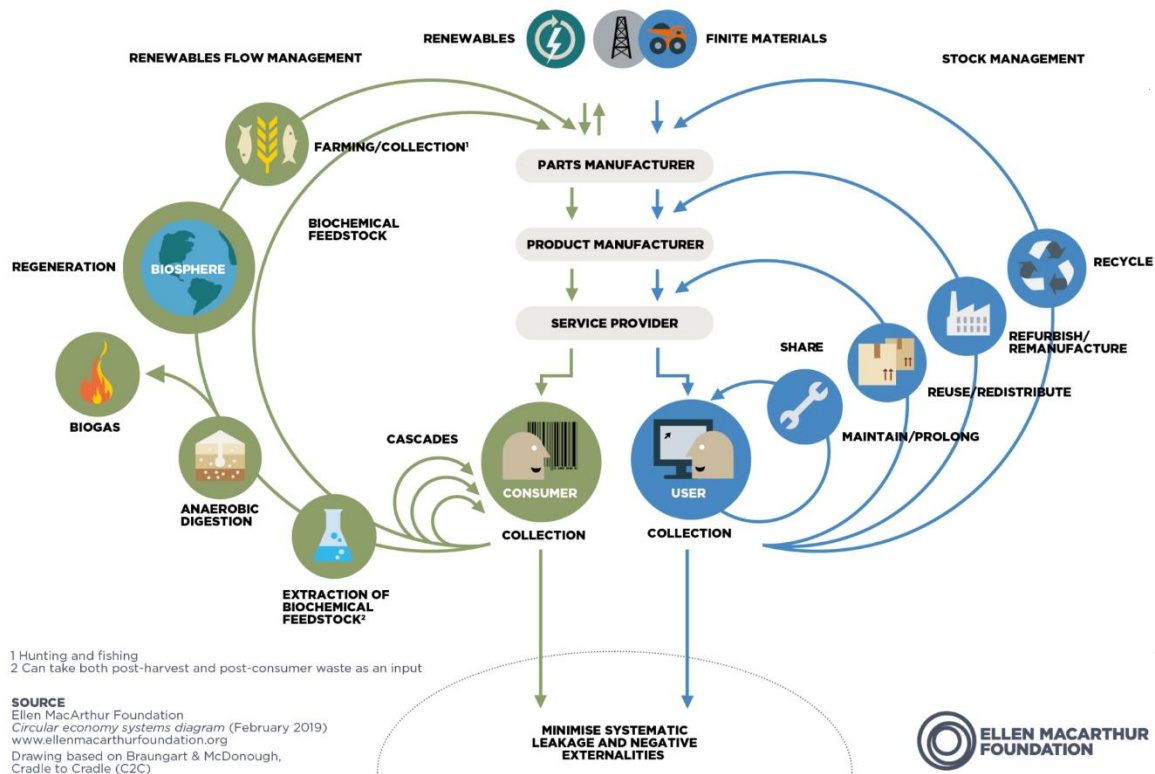 RENEWABLES
FINITE MATERIALS
RENEWABLES FLOW MANAGEMENT
STOCK MANAGEMENT
FARMING/COLLECTION¹
PARTS MANUFACTURER
BIOCHEMICAL
FEEDSTOCK
PRODUCT MANUFACTURER
REGENERATION
BIOSPHERE
RECYCLE
SERVICE PROVIDER
SHARE
REFURBISH/
REMANUFACTURE
REUSE/REDISTRIBUTE
BIOGAS
CASCADES
MAINTAIN/PROLONG
CONSUMER
USER
ANAEROBIC
DIGESTION
COLLECTION
COLLECTION
EXTRACTION OF
BIOCHEMICAL
FEEDSTOCK²
1 Hunting and fishing
2 Can take both post-harvest and post-consumer waste as an input
SOURCE
Ellen MacArthur Foundation
Circular economy systems diagram (February 2019)
www.ellenmacarthurfoundation.org
Drawing based on Braungart & McDonough,
Cradle to Cradle (C2C)
MINIMISE SYSTEMATIC
LEAKAGE AND NEGATIVE
EXTERNALITIES
ELLEN MACARTHUR
FOUNDATION